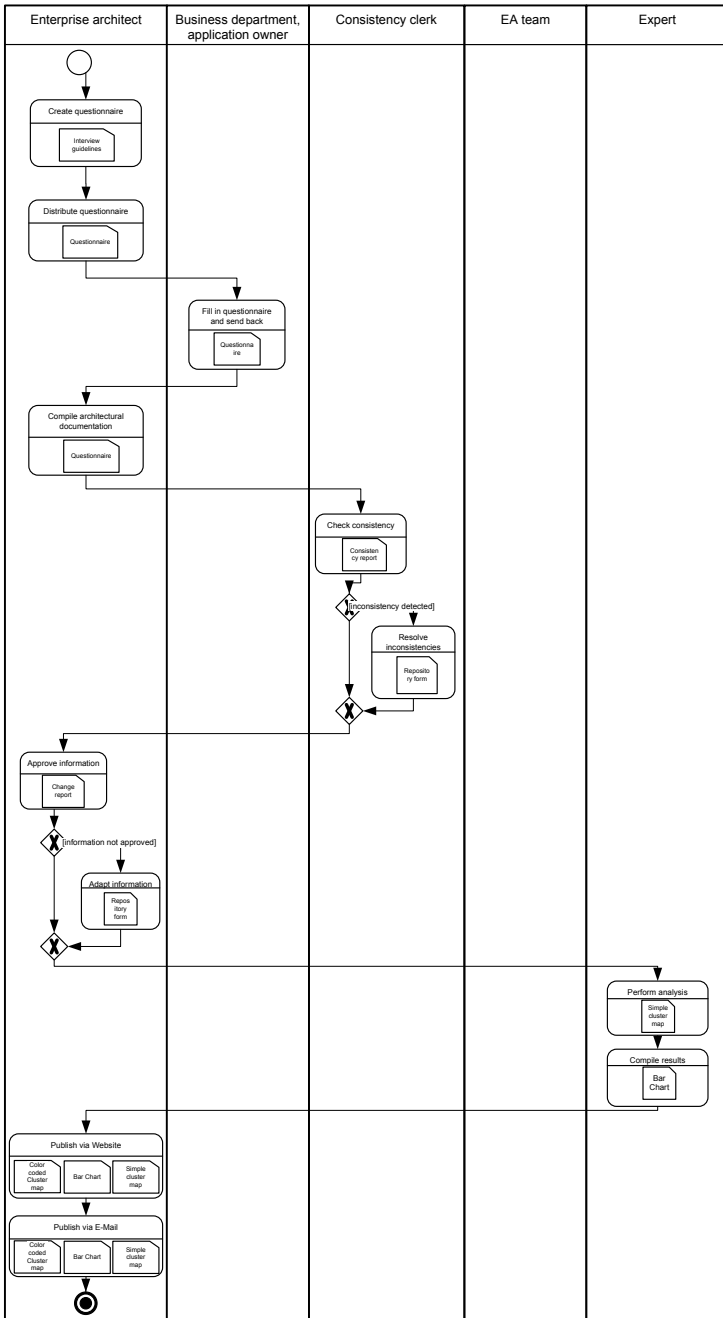 Enterprise architect
Business department,
application owner
Consistency clerk
EA team
Expert
Create questionnaire
Interview
guidelines
Distribute questionnaire
Questionnaire
Fill in questionnaire
and send back
Questionna
ire
Compile architectural
documentation
Questionnaire
Check consistency
Consisten
cy report
X
[inconsistency detected]
Resolve
inconsistencies
Reposito
ry form
X
Approve information
Change
report
X
[information not approved]
Adapt information
Repos
itory
form
X
Perform analysis
Simple
cluster
map
Compile results
Bar
Chart
Publish via Website
Color
coded
Cluster
map
Bar Chart
Simple
cluster
map
Publish via E-Mail
Color
coded
Cluster
map
Bar Chart
Simple
cluster
map